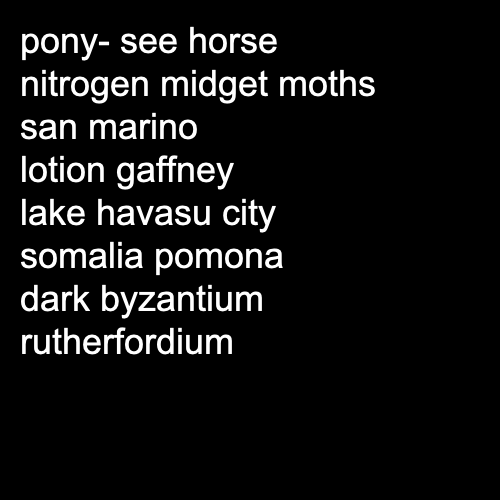 pony- see horse
nitrogen midget moths
san marino
lotion gaffney
lake havasu city
somalia pomona
dark byzantium
rutherfordium